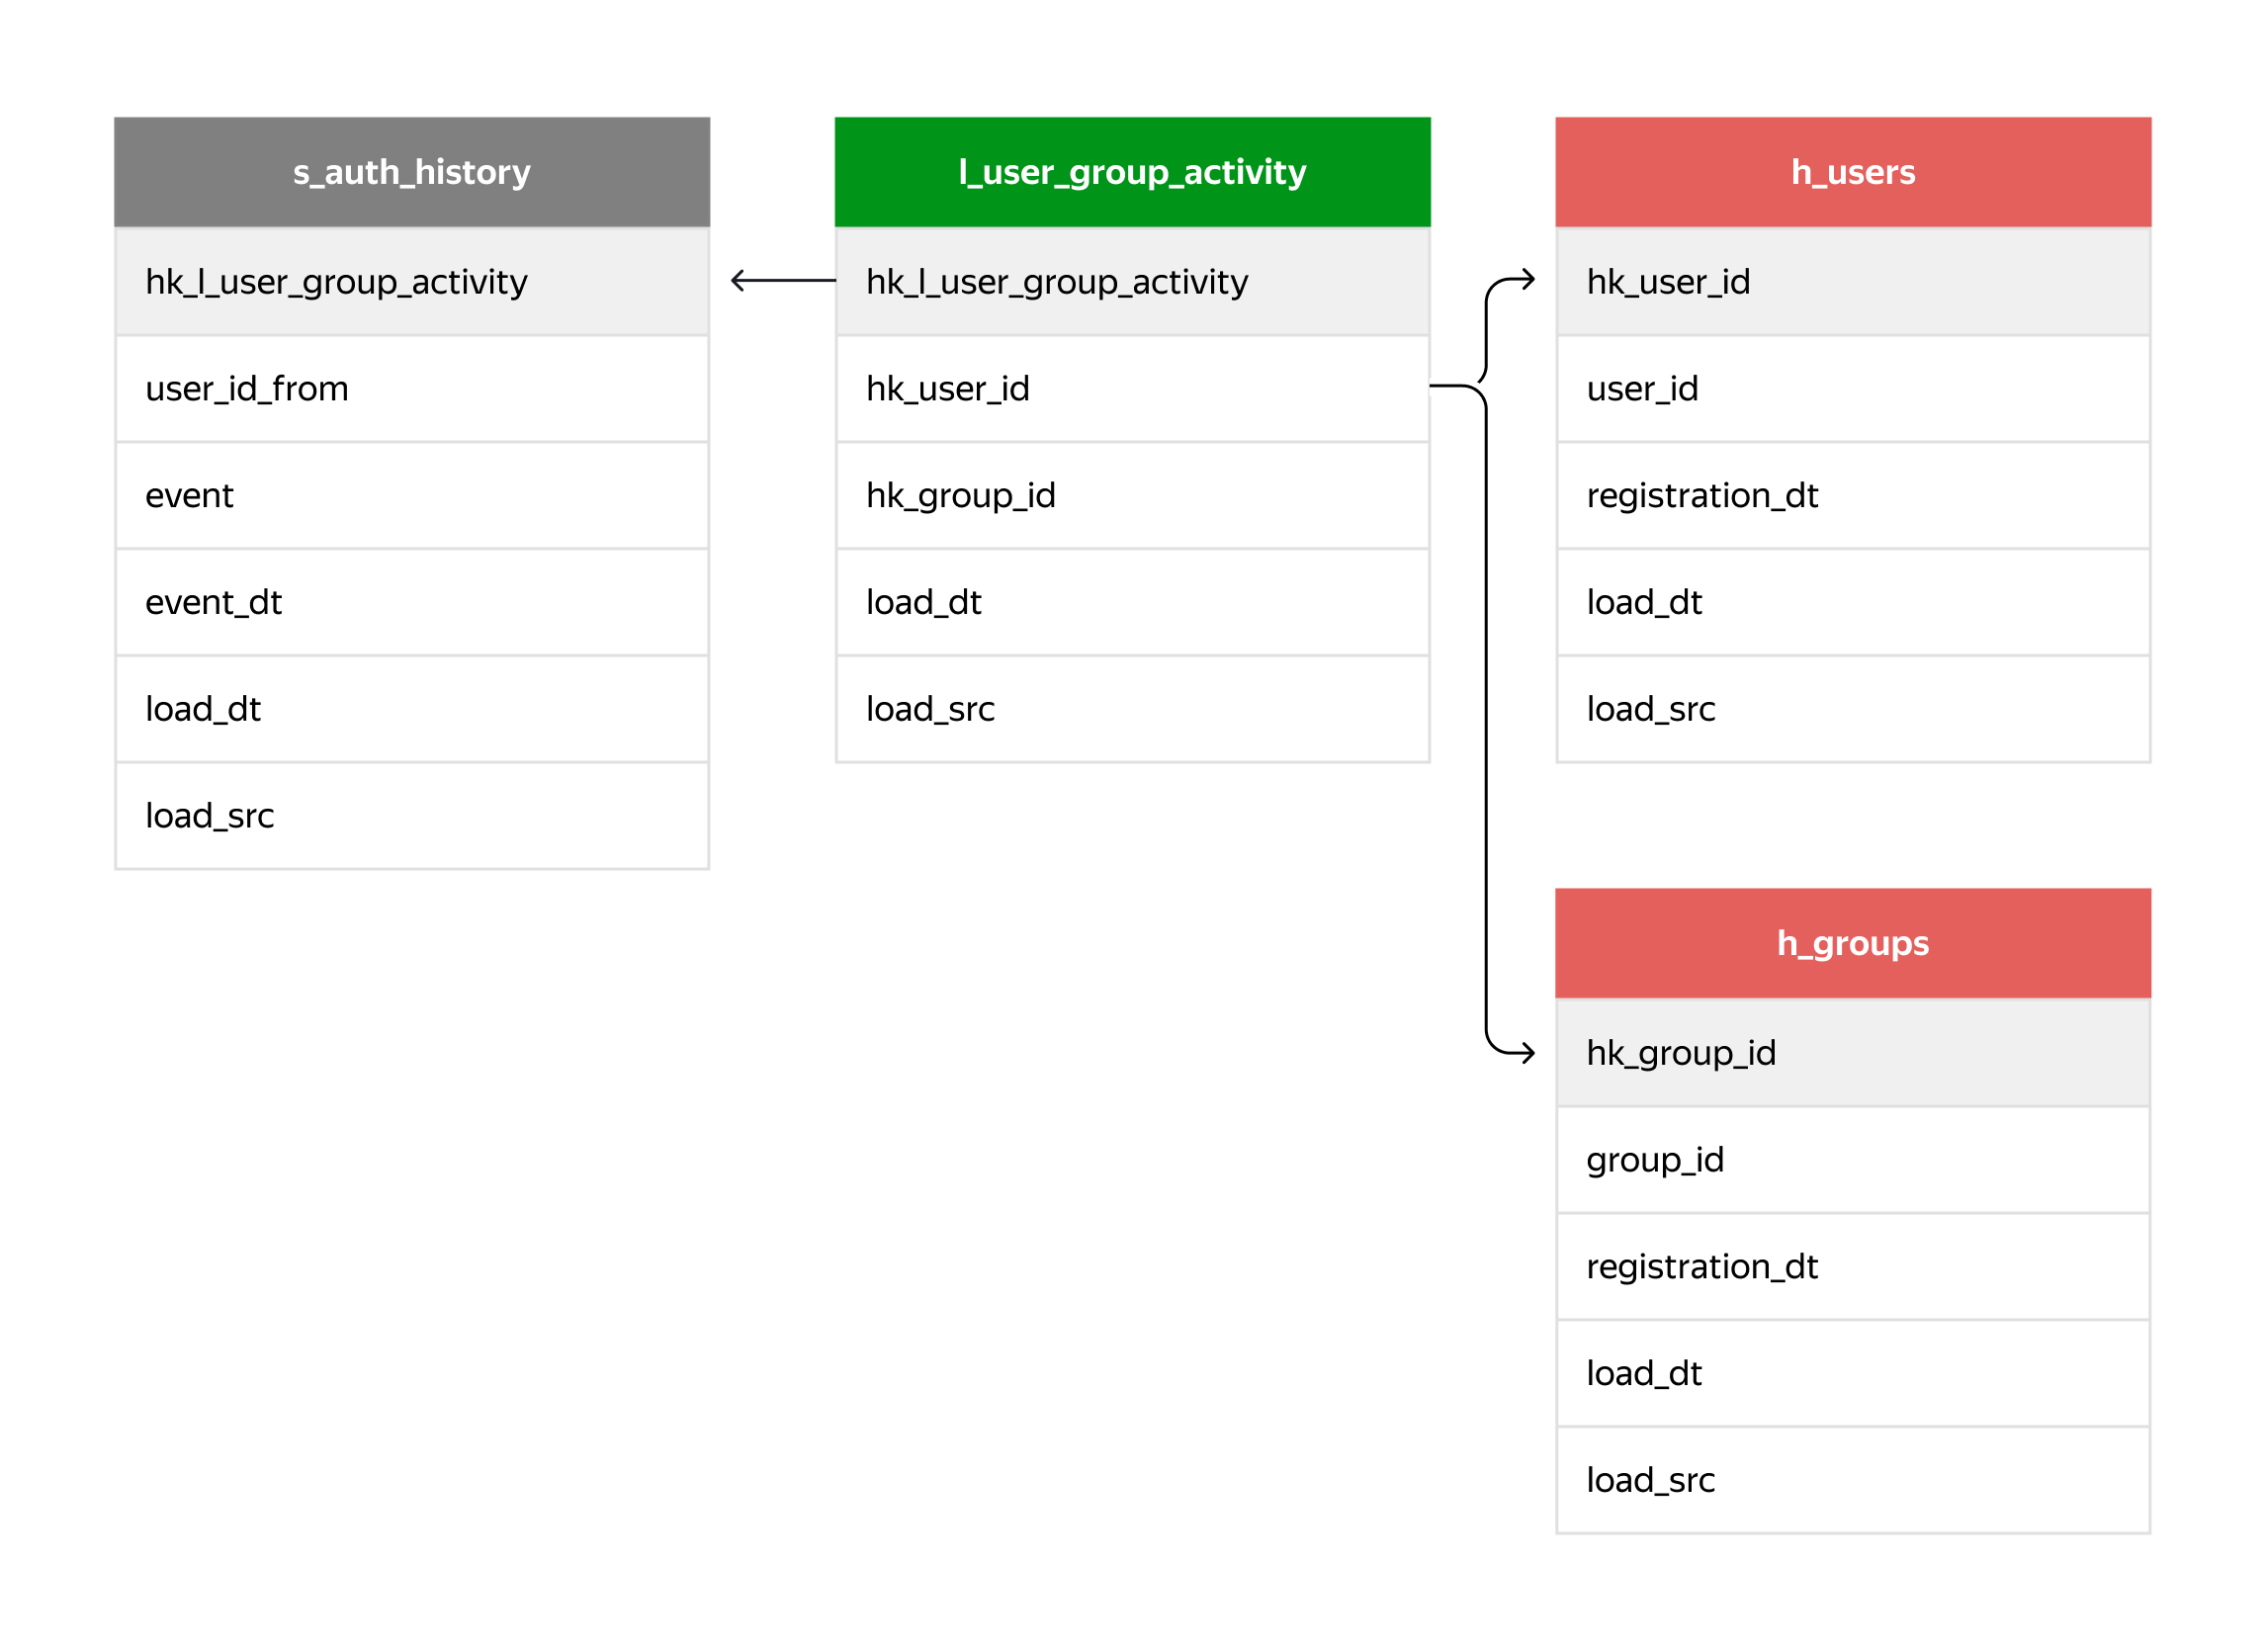 s_auth_history
hk_l_user_group_activity
user_id_from
event
event_dt
load_dt
load_src
l_user_group_activity
hk_l_user_group_activity
hk_user_id
hk_group_id
load_dt
load_src
h_users
hk_user_id
user_id
registration_dt
load_dt
load_src
h_groups
hk_group_id
group_id
registration_dt
load_dt
load_src